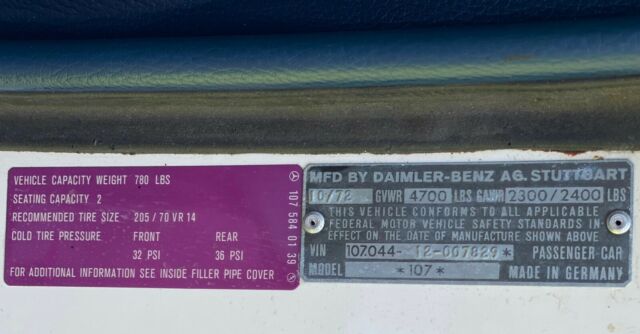 VEHICLE CAPACITY WEIGHT 780 LBS
SEATING CAPACITY 2
RECOMMENDED TIRE SIZE 205/70 VR 14
COLD TIRE PRESSURE: FRONT REAR
32 PSI 36 PSI
FOR ADDITIONAL INFORMATION SEE INSIDE FILLER PIPE COVER
107 584 01 39
MFD BY DAIMLER-BENZ AG. STUTTGART
10/72 GVWR 4700 LBS GAWR 2300/2400 LBS
THIS VEHICLE CONFORMS TO ALL APPLICABLE
FEDERAL MOTOR VEHICLE SAFETY STANDARDS IN
EFFECT ON THE DATE OF MANUFACTURE SHOWN ABOVE
VIN 107.044-12-007829* PASSENGER-CAR
MODEL *107* MADE IN GERMANY